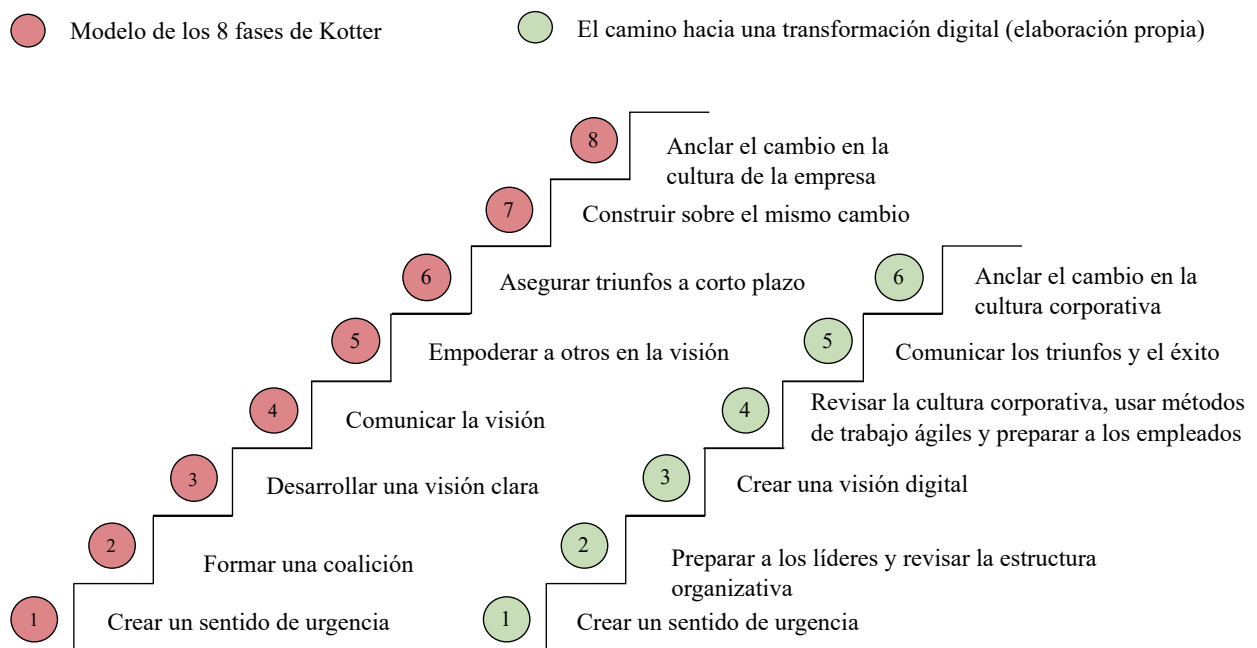 Modelo de los 8 fases de Kotter
El camino hacia una transformación digital (elaboración propia)
8
Anclar el cambio en la
cultura de la empresa
7
Construir sobre el mismo cambio
6
Asegurar triunfos a corto plazo
5
Empoderar a otros en la visión
4
Comunicar la visión
3
Desarrollar una visión clara
2
Formar una coalición
1
Crear un sentido de urgencia
6
Anclar el cambio en la
cultura corporativa
5
Comunicar los triunfos y el éxito
4
Revisar la cultura corporativa, usar métodos
de trabajo ágiles y preparar a los empleados
3
Crear una visión digital
2
Preparar a los líderes y revisar la estructura
organizativa
1
Crear un sentido de urgencia